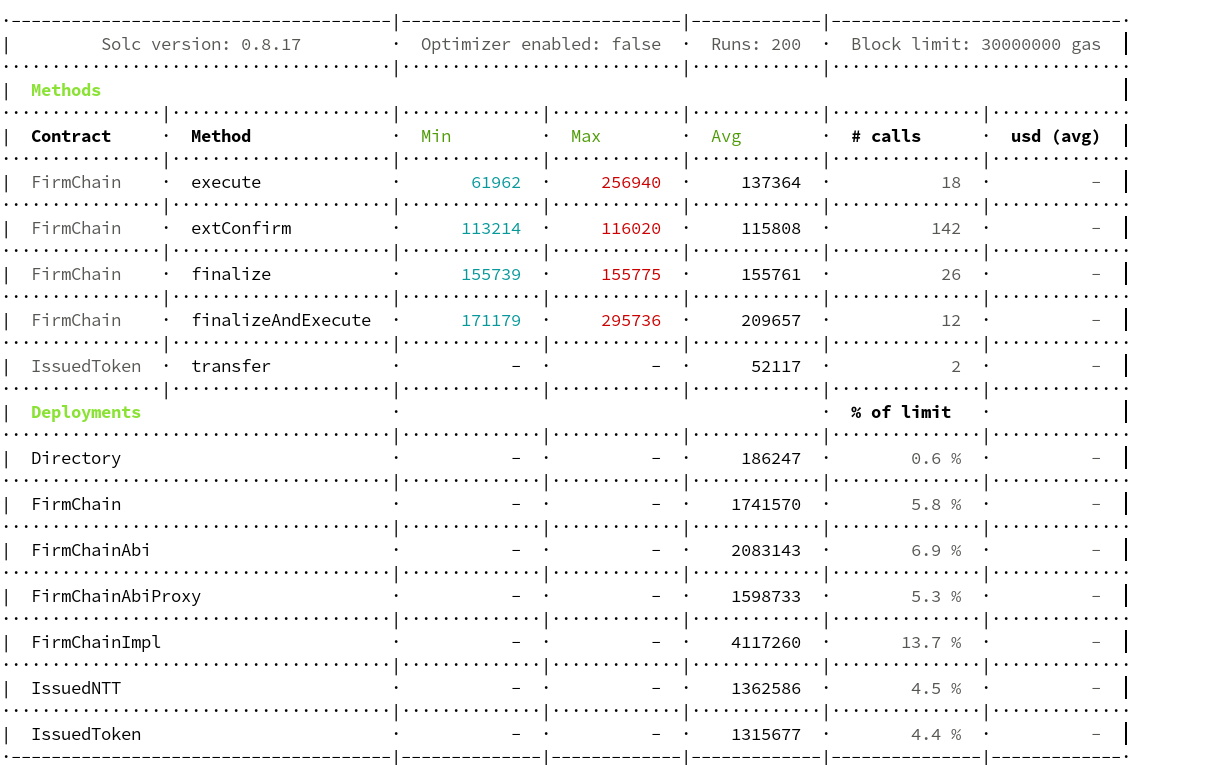 Solc version: 0.8.17 · Optimizer enabled: false · Runs: 200 · Block limit: 30000000 gas
Methods
Contract · Method · Min · Max · Avg · # calls · usd (avg)
FirmChain · execute · 61962 · 256940 · 137364 · 18 · -
FirmChain · extConfirm · 113214 · 116020 · 115808 · 142 · -
FirmChain · finalize · 155739 · 155775 · 155761 · 26 · -
FirmChain · finalizeAndExecute · 171179 · 295736 · 209657 · 12 · -
IssuedToken · transfer · - · - · 52117 · 2 · -
Deployments · · % of limit ·
Directory · - · - · 186247 · 0.6 % · -
FirmChain · - · - · 1741570 · 5.8 % · -
FirmChainAbi · - · - · 2083143 · 6.9 % · -
FirmChainAbiProxy · - · - · 1598733 · 5.3 % · -
FirmChainImpl · - · - · 4117260 · 13.7 % · -
IssuedNTT · - · - · 1362586 · 4.5 % · -
IssuedToken · - · - · 1315677 · 4.4 % · -